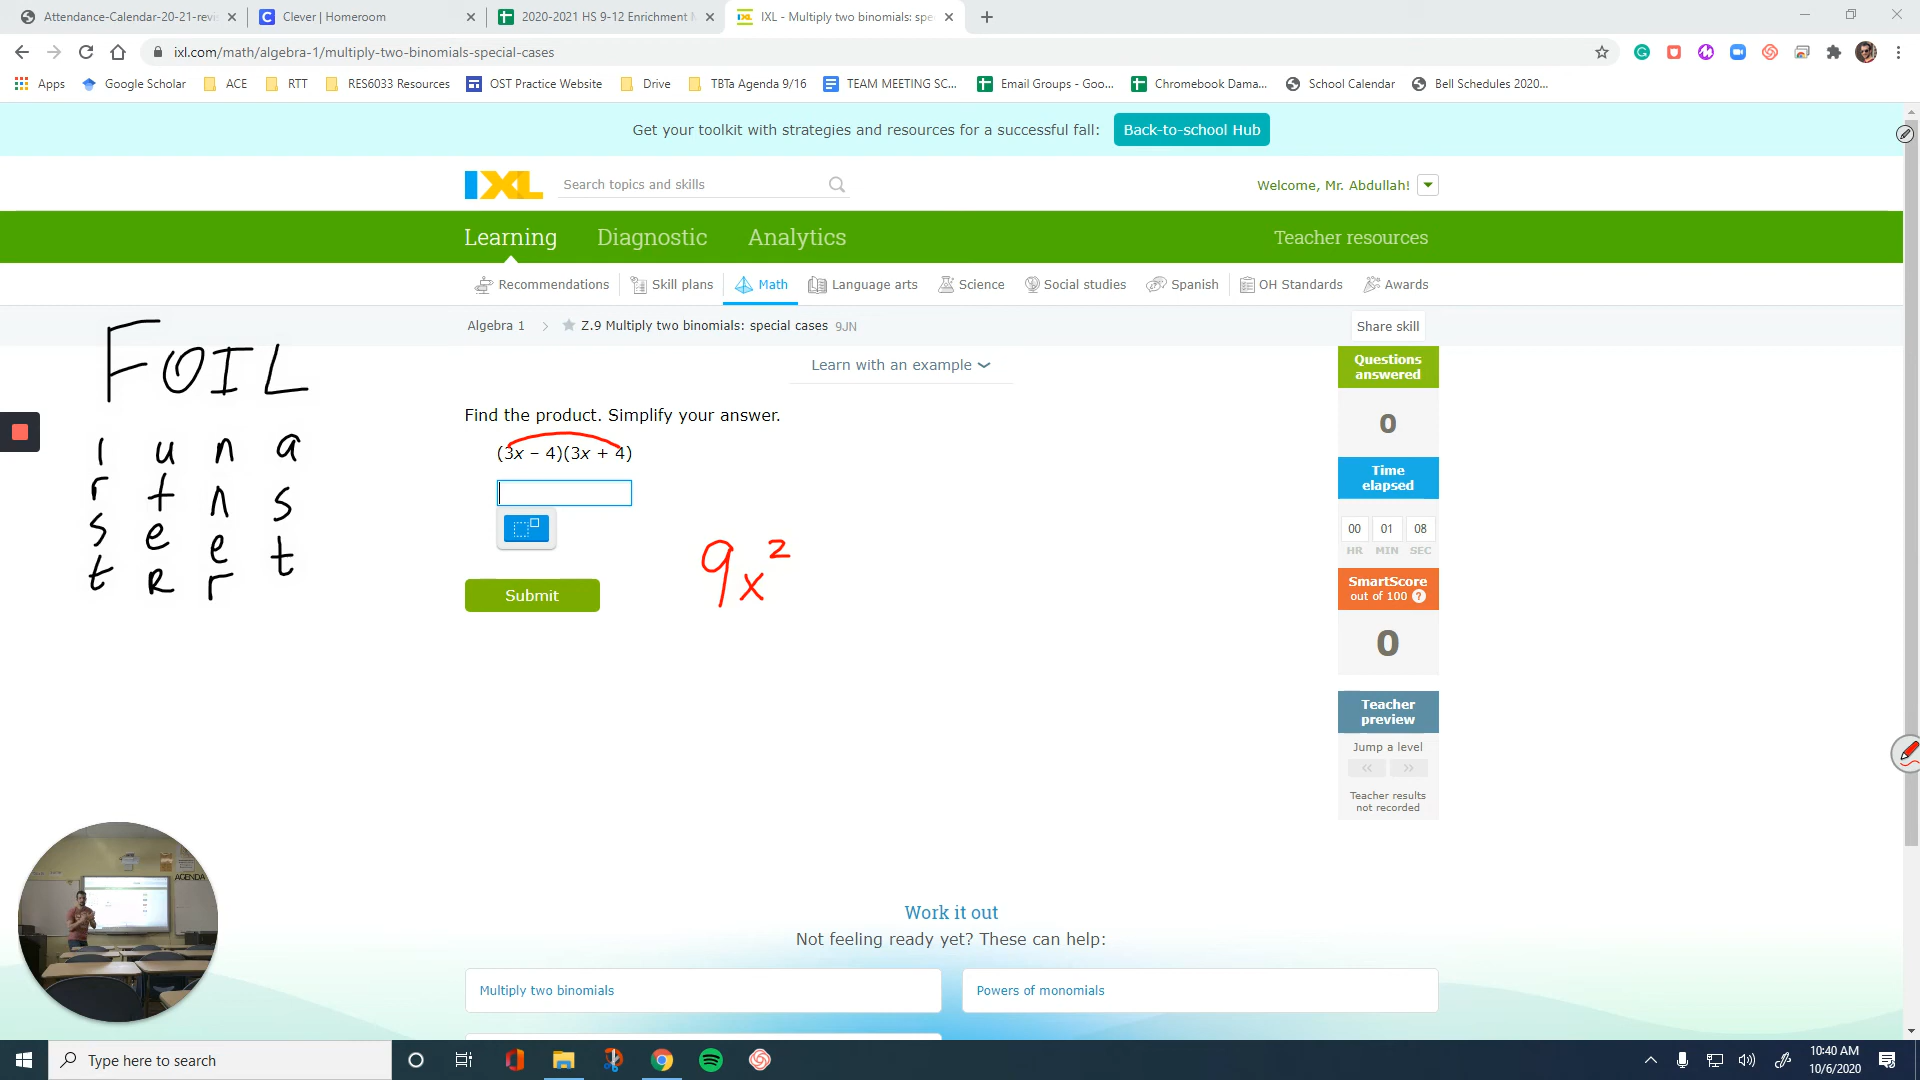 Attendance-Calendar-20-21-revi
Clever | Homeroom
2020-2021 HS 9-12 Enrichment M
IXL - Multiply two binomials: spe
ixl.com/math/algebra-1/multiply-two-binomials-special-cases
Apps Google Scholar ACE RTT RES6033 Resources OST Practice Website Drive TBTa Agenda 9/16 TEAM MEETING SC... Email Groups - Goo... Chromebook Dama... School Calendar Bell Schedules 2020...
Get your toolkit with strategies and resources for a successful fall: Back-to-school Hub
IXL Search topics and skills Welcome, Mr. Abdullah!
Learning Diagnostic Analytics Teacher resources
Recommendations Skill plans Math Language arts Science Social studies Spanish OH Standards Awards
Algebra 1 > Z.9 Multiply two binomials: special cases 9JN Share skill
Learn with an example
FOIL
i u n a
r t n s
s e e t
t R r
Find the product. Simplify your answer.
(3x – 4)(3x + 4)
9x²
Submit
Questions
answered
0
Time
elapsed
00 01 08
HR MIN SEC
SmartScore
out of 100 ?
0
Teacher
preview
Jump a level
<< >>
Teacher results
not recorded
AGENDA
Work it out
Not feeling ready yet? These can help:
Multiply two binomials Powers of monomials
Type here to search
10:40 AM
10/6/2020